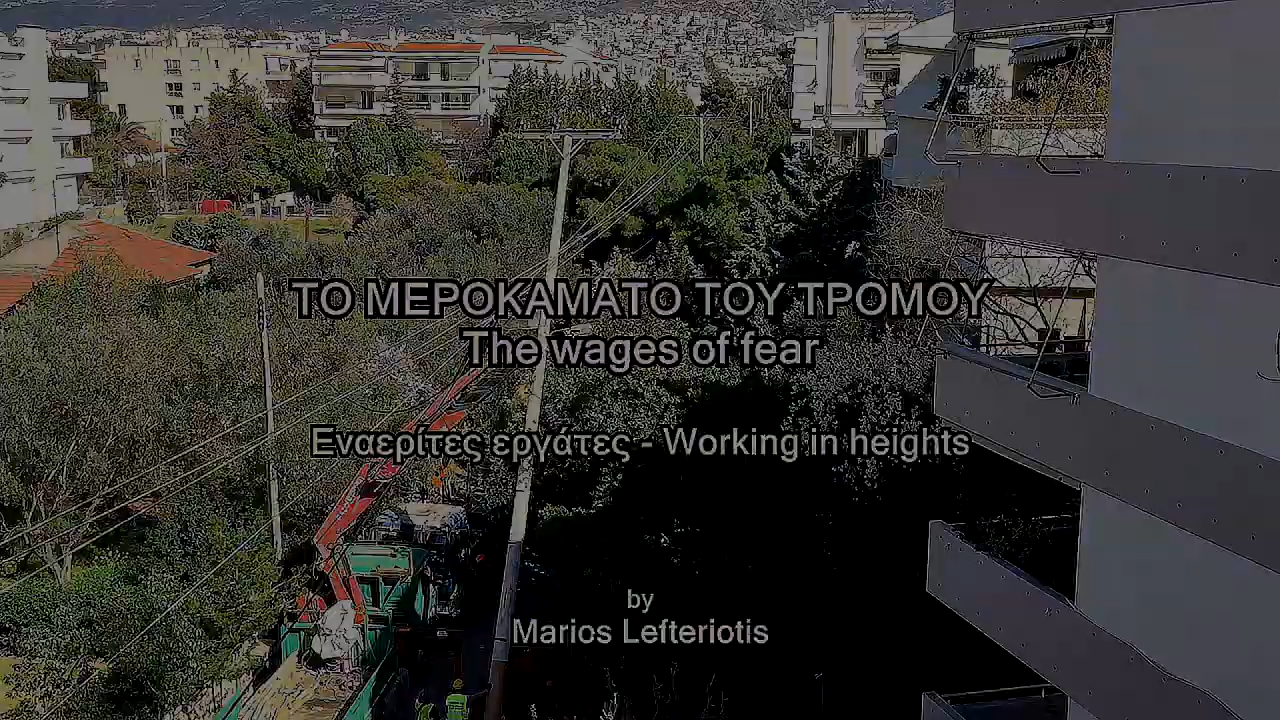 ΤΟ ΜΕΡΟΚΑΜΑΤΟ ΤΟΥ ΤΡΟΜΟΥ
The wages of fear
Εναερίτες εργάτες - Working in heights
by
Marios Lefteriotis